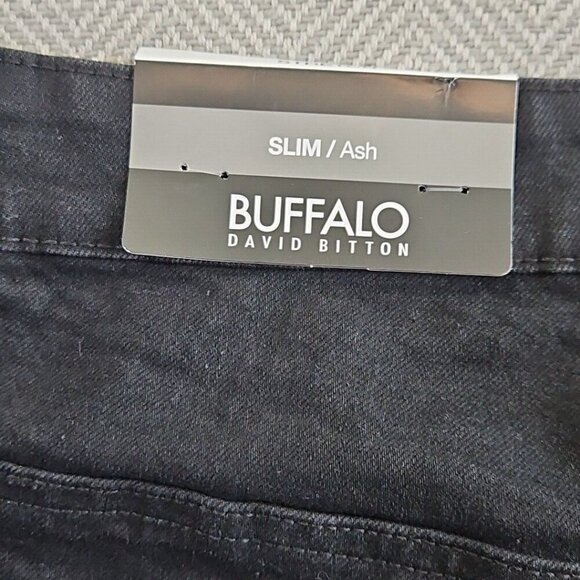 SLIM / Ash
BUFFALO
DAVID BITTON